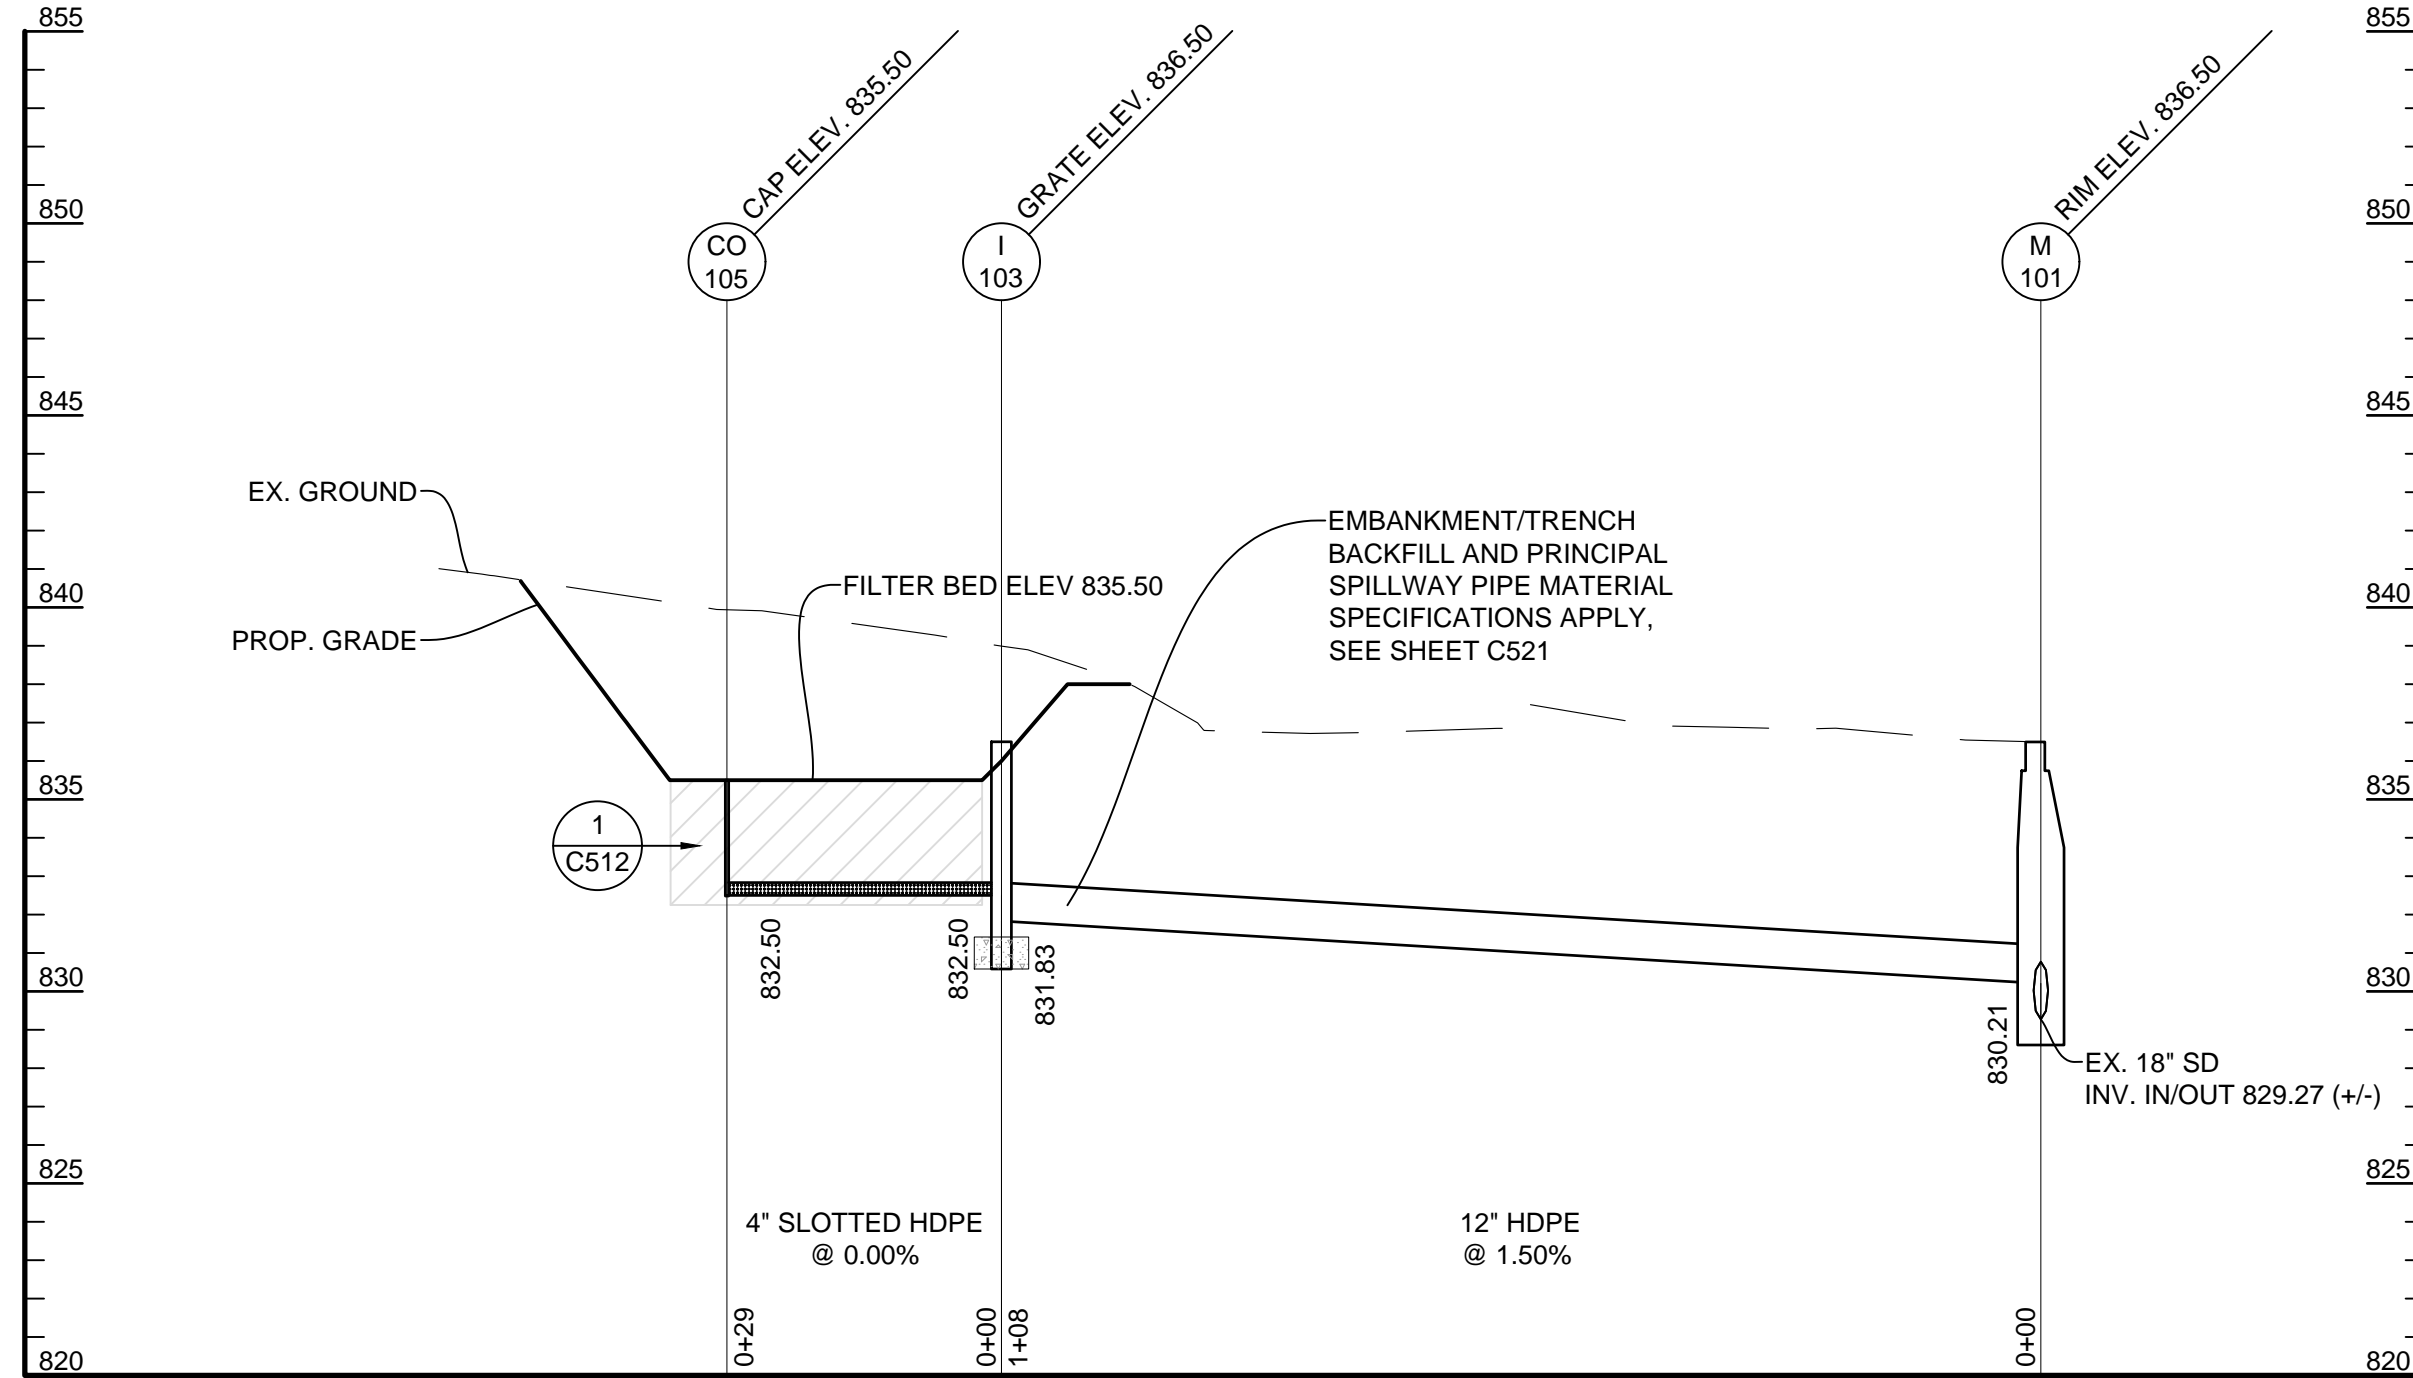 855
855
CAP ELEV. 835.50
GRATE ELEV. 836.50
RIM ELEV. 836.50
850
850
CO
105
I
103
M
101
845
845
EX. GROUND
EMBANKMENT/TRENCH
BACKFILL AND PRINCIPAL
SPILLWAY PIPE MATERIAL
SPECIFICATIONS APPLY,
SEE SHEET C521
FILTER BED ELEV 835.50
840
840
PROP. GRADE
835
835
1
C512
832.50
832.50
831.83
830
830
830.21
EX. 18" SD
INV. IN/OUT 829.27 (+/-)
825
825
4" SLOTTED HDPE
@ 0.00%
12" HDPE
@ 1.50%
0+29
0+00
1+08
0+00
820
820